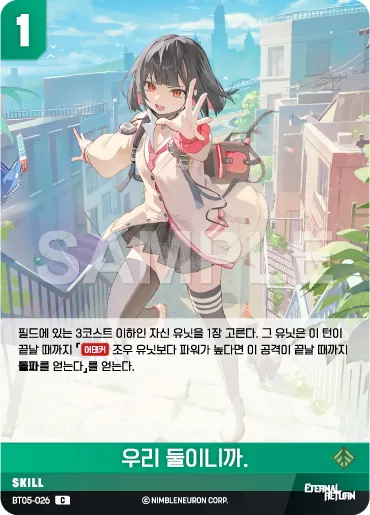 1
SAMPLE
필드에 있는 3코스트 이하인 자신 유닛을 1장 고른다. 그 유닛은 이 턴이
끝날 때까지 「어태커 조우 유닛보다 파워가 높다면 이 공격이 끝날 때까지
돌파를 얻는다」를 얻는다.
우리 둘이니까.
SKILL
BT05-026 C
© NIMBLENEURON CORP.
ETERNAL
RETURN